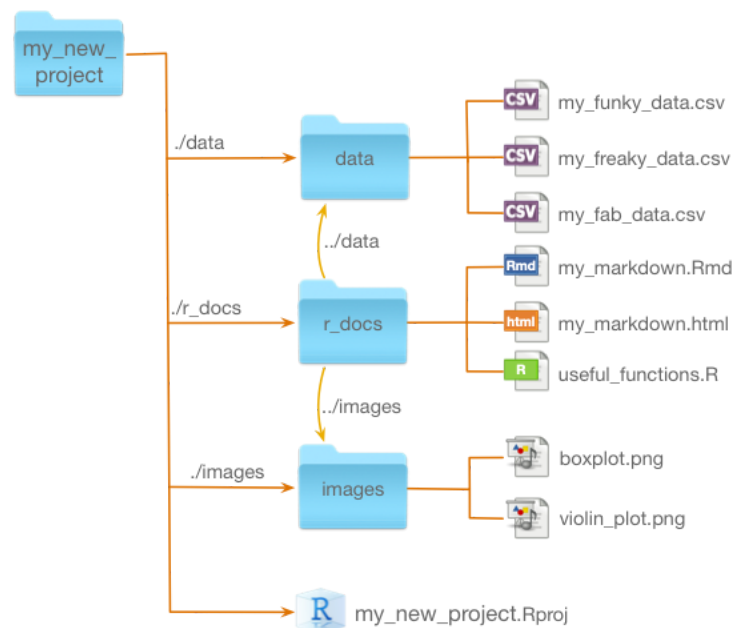 my_new_
project
CSV
my_funky_data.csv
./data
data
CSV
my_freaky_data.csv
CSV
my_fab_data.csv
../data
Rmd
my_markdown.Rmd
./r_docs
r_docs
html
my_markdown.html
R
useful_functions.R
../images
boxplot.png
./images
images
violin_plot.png
R
my_new_project.Rproj